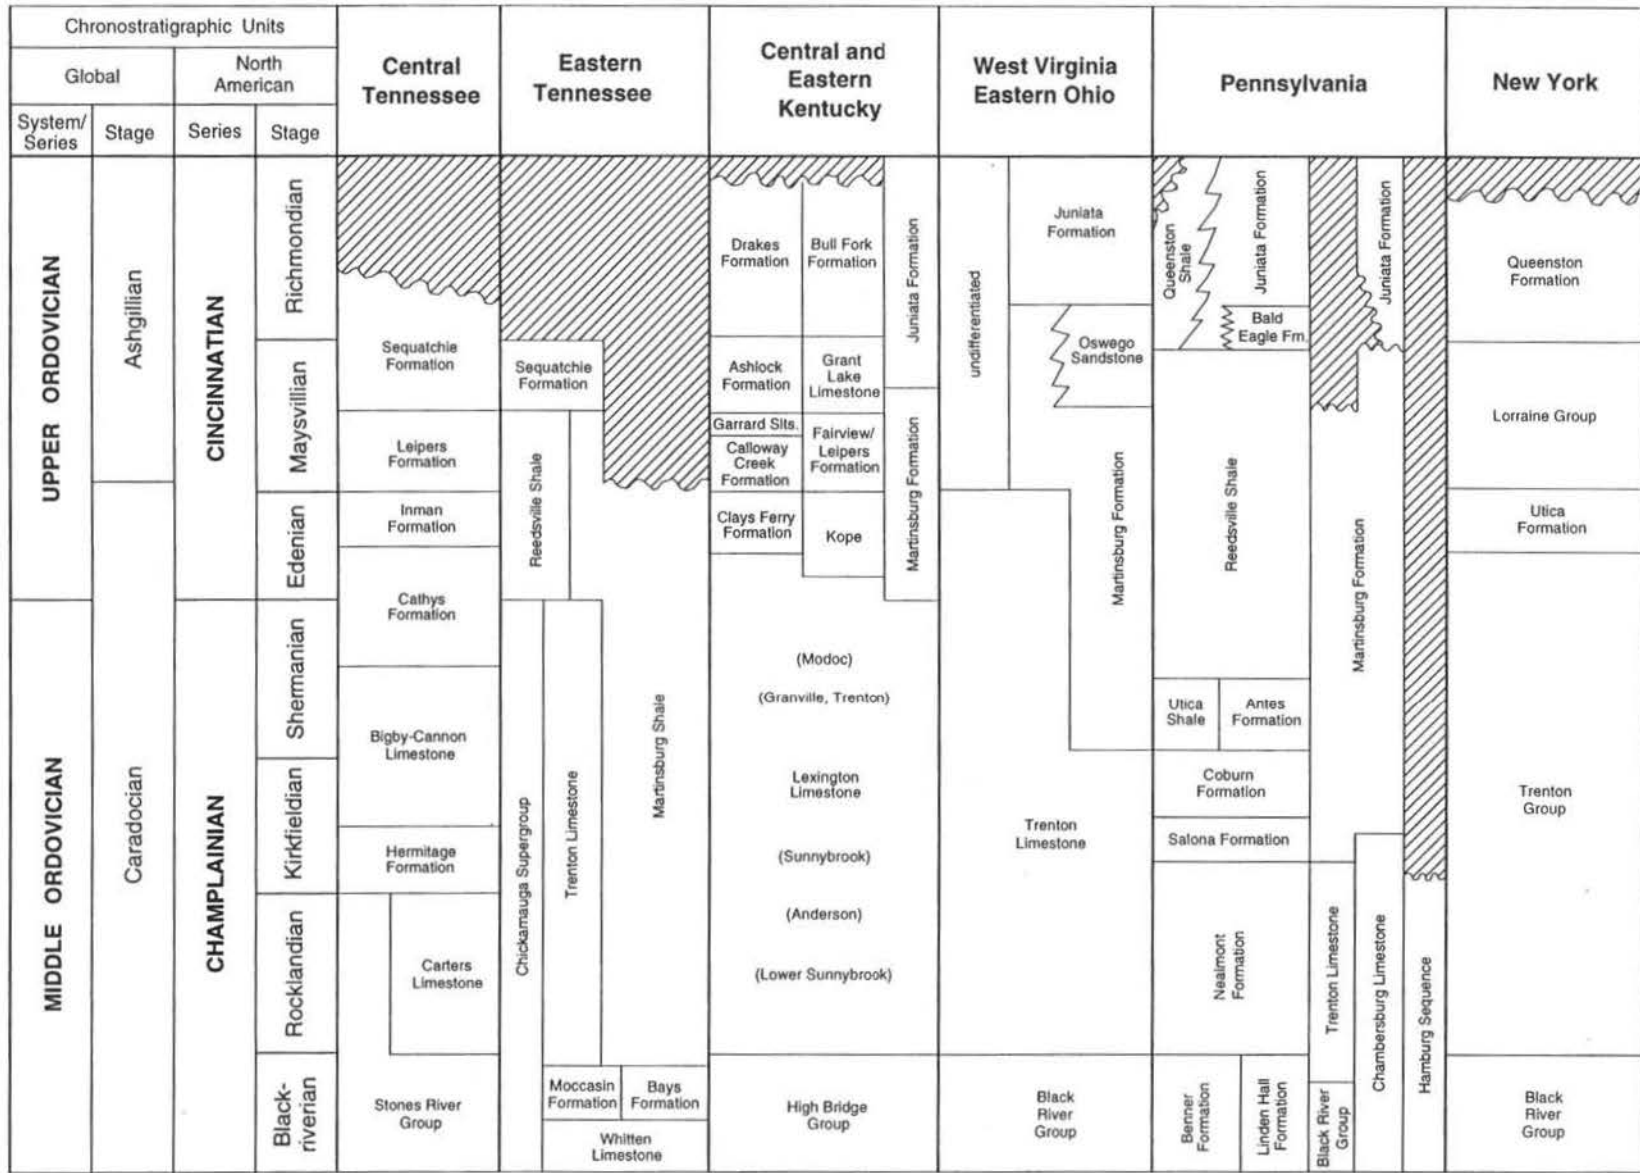 Chronostratigraphic Units
Global
North
American
System/
Series
Stage
Series
Stage
Central
Tennessee
Eastern
Tennessee
Central and
Eastern
Kentucky
West Virginia
Eastern Ohio
Pennsylvania
New York
UPPER ORDOVICIAN
MIDDLE ORDOVICIAN
Ashgillian
Caradocian
CINCINNATIAN
CHAMPLAINIAN
Richmondian
Maysvillian
Edenian
Shermanian
Kirkfieldian
Rocklandian
Black-
riverian
Sequatchie
Formation
Leipers
Formation
Inman
Formation
Cathys
Formation
Bigby-Cannon
Limestone
Hermitage
Formation
Carters
Limestone
Stones River
Group
Sequatchie
Formation
Reedsville Shale
Chickamauga Supergroup
Trenton Limestone
Martinsburg Shale
Moccasin
Formation
Bays
Formation
Whitten
Limestone
Drakes
Formation
Bull Fork
Formation
Juniata Formation
Ashlock
Formation
Grant
Lake
Limestone
Garrard Slts.
Calloway
Creek
Formation
Fairview/
Leipers
Formation
Martinsburg Formation
Clays Ferry
Formation
Kope
(Modoc)
(Granville, Trenton)
Lexington
Limestone
(Sunnybrook)
(Anderson)
(Lower Sunnybrook)
High Bridge
Group
undifferentiated
Juniata
Formation
Oswego
Sandstone
Martinsburg Formation
Trenton
Limestone
Black
River
Group
Queenston
Shale
Juniata Formation
Bald
Eagle Frn.
Reedsville Shale
Utica
Shale
Antes
Formation
Coburn
Formation
Salona Formation
Nealmont
Formation
Benner
Formation
Linden Hall
Formation
Juniata Formation
Martinsburg Formation
Trenton Limestone
Black River
Group
Chambersburg Limestone
Hamburg Sequence
Queenston
Formation
Lorraine Group
Utica
Formation
Trenton
Group
Black
River
Group